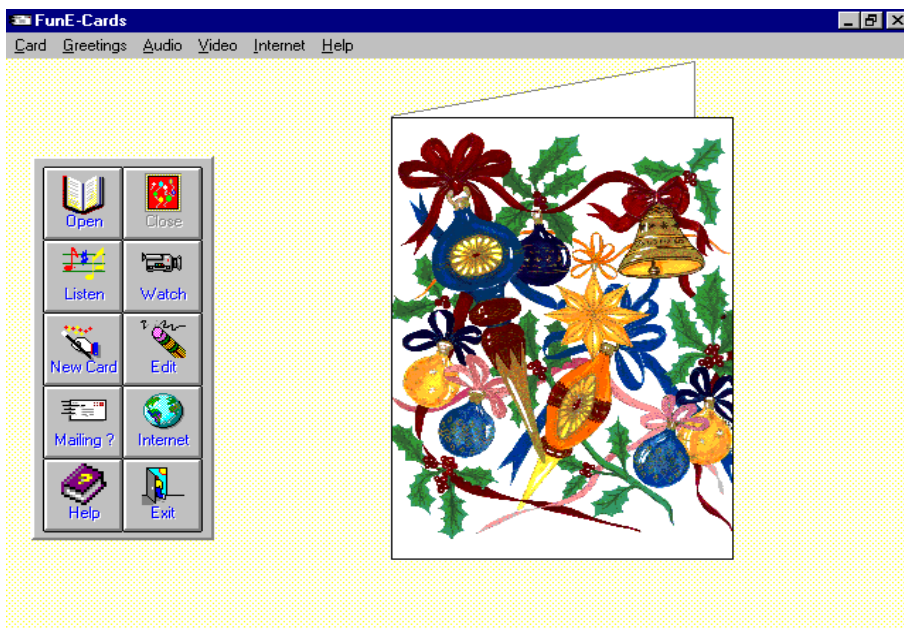 FunE-Cards
Card Greetings Audio Video Internet Help
Open Close
Listen Watch
New Card Edit
Mailing ? Internet
Help Exit